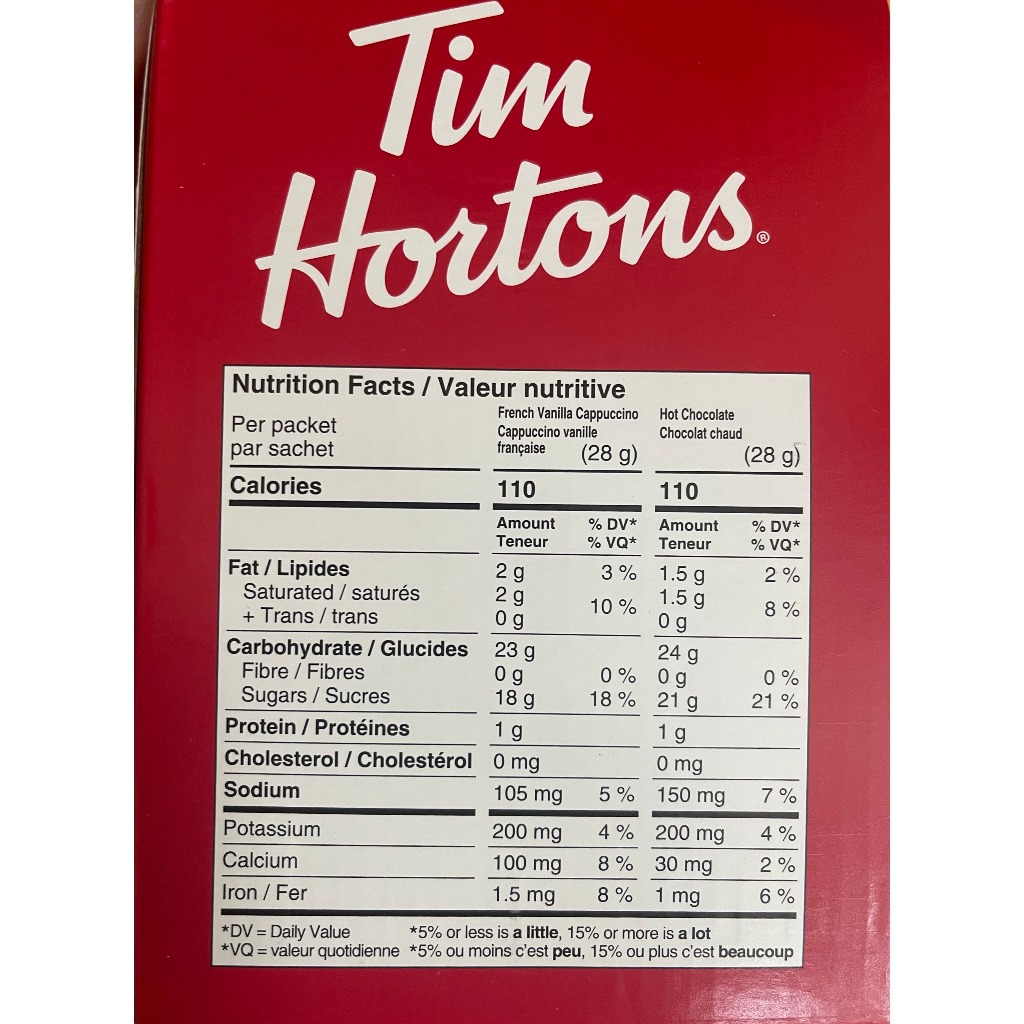 Tim
Hortons®
Nutrition Facts / Valeur nutritive
Per packet
par sachet
French Vanilla Cappuccino
Cappuccino vanille
française (28 g)
Hot Chocolate
Chocolat chaud
(28 g)
Calories 110 110
Amount % DV* Amount % DV*
Teneur % VQ* Teneur % VQ*
Fat / Lipides 2 g 3 % 1.5 g 2 %
Saturated / saturés 2 g 1.5 g
10 % 8 %
+ Trans / trans 0 g 0 g
Carbohydrate / Glucides 23 g 24 g
Fibre / Fibres 0 g 0 % 0 g 0 %
Sugars / Sucres 18 g 18 % 21 g 21 %
Protein / Protéines 1 g 1 g
Cholesterol / Cholestérol 0 mg 0 mg
Sodium 105 mg 5 % 150 mg 7 %
Potassium 200 mg 4 % 200 mg 4 %
Calcium 100 mg 8 % 30 mg 2 %
Iron / Fer 1.5 mg 8 % 1 mg 6 %
*DV = Daily Value *5% or less is a little, 15% or more is a lot
*VQ = valeur quotidienne *5% ou moins c'est peu, 15% ou plus c'est beaucoup